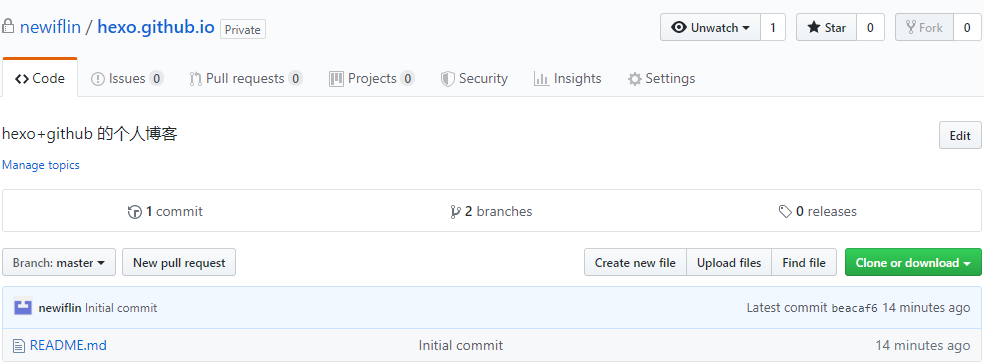 newiflin / hexo.github.io Private Unwatch 1 Star 0 Fork 0
Code Issues 0 Pull requests 0 Projects 0 Security Insights Settings
hexo+github 的个人博客 Edit
Manage topics
1 commit 2 branches 0 releases
Branch: master New pull request Create new file Upload files Find file Clone or download
newiflin Initial commit Latest commit beacaf6 14 minutes ago
README.md Initial commit 14 minutes ago